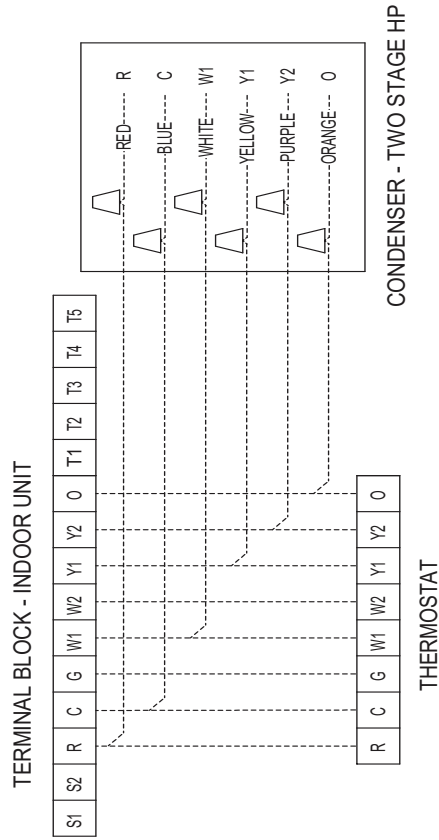 TERMINAL BLOCK - INDOOR UNIT
S1 S2 R C G W1 W2 Y1 Y2 O T1 T2 T3 T4 T5
RED R
BLUE C
WHITE W1
YELLOW Y1
PURPLE Y2
ORANGE O
CONDENSER - TWO STAGE HP
R C G W1 W2 Y1 Y2 O
THERMOSTAT